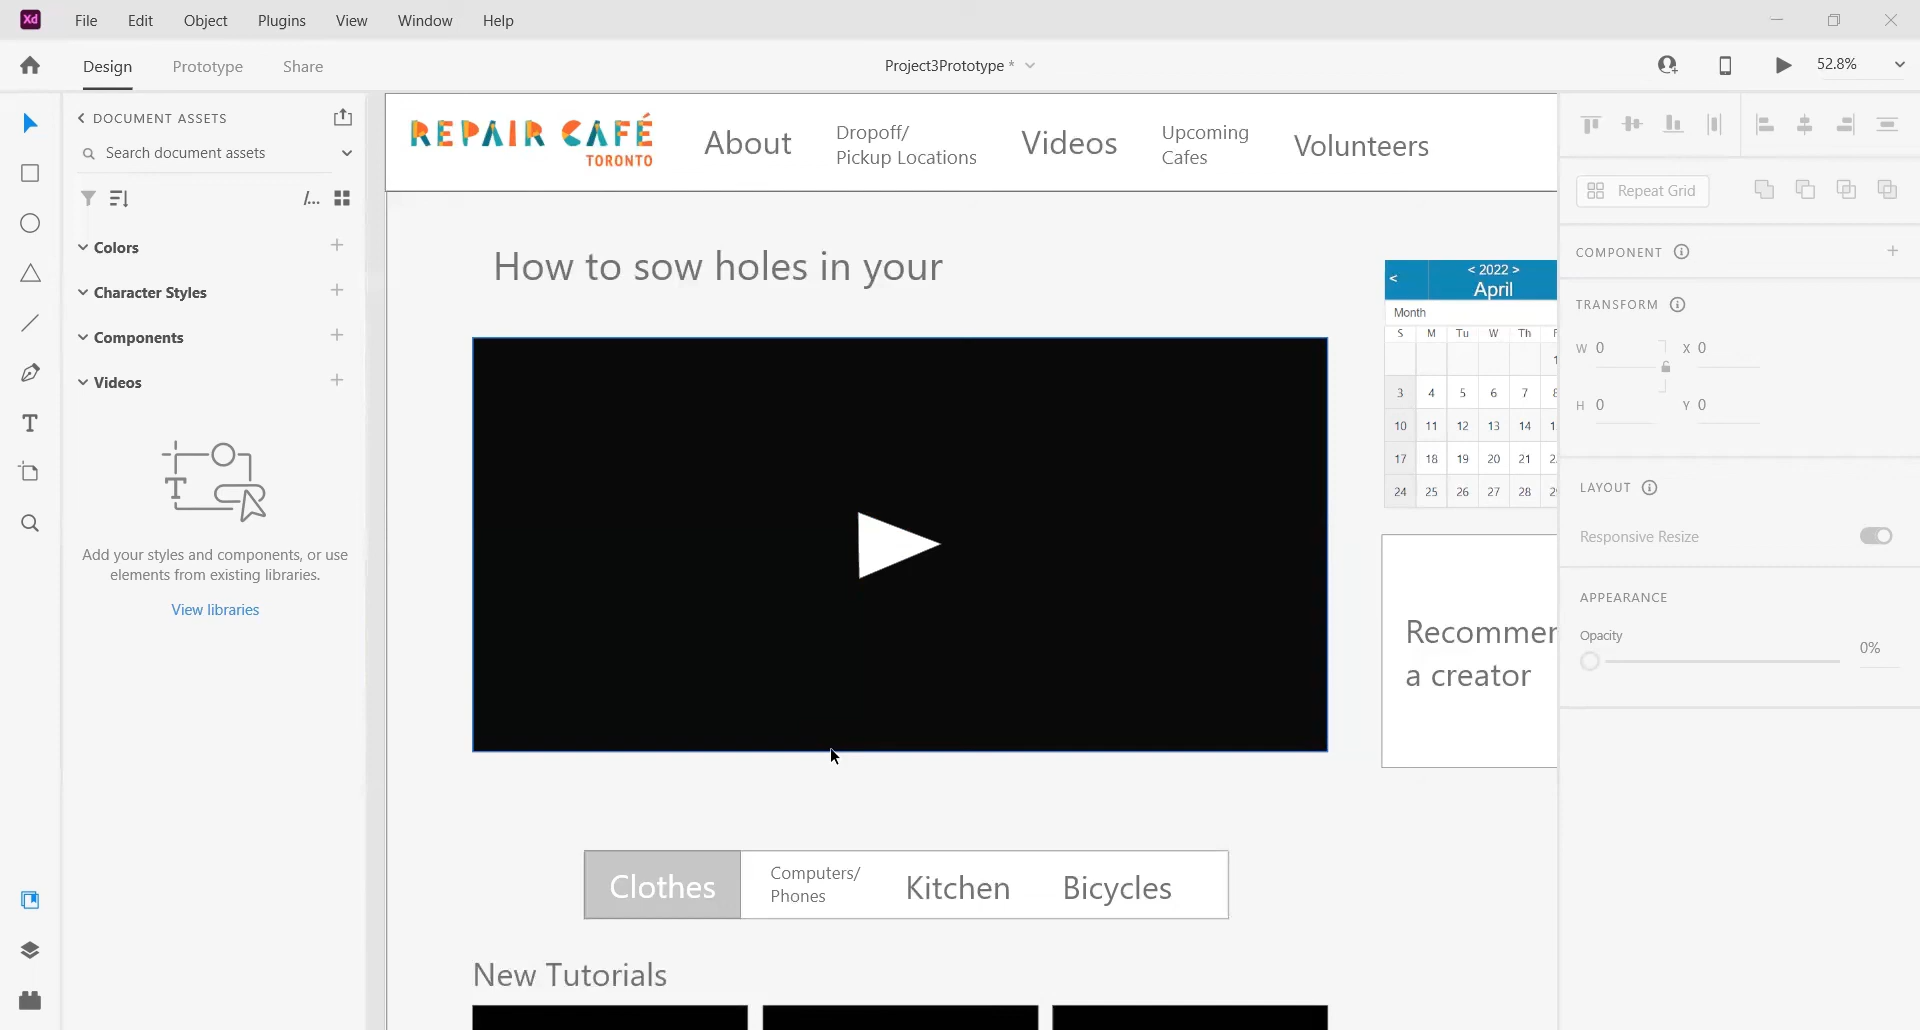 Xd File Edit Object Plugins View Window Help
Design Prototype Share Project3Prototype * 52.8%
DOCUMENT ASSETS
Search document assets
Colors
Character Styles
Components
Videos
Add your styles and components, or use
elements from existing libraries.
View libraries
REPAIR CAFÉ
TORONTO
About
Dropoff/
Pickup Locations
Videos
Upcoming
Cafes
Volunteers
How to sow holes in your
< < 2022 >
April
Month
S M Tu W Th
3 4 5 6 7
10 11 12 13 14
17 18 19 20 21
24 25 26 27 28
a creator
Clothes
Computers/
Phones
Kitchen
Bicycles
New Tutorials
Repeat Grid
COMPONENT
TRANSFORM
W 0 X 0
H 0 Y 0
LAYOUT
Responsive Resize
APPEARANCE
Opacity
0%